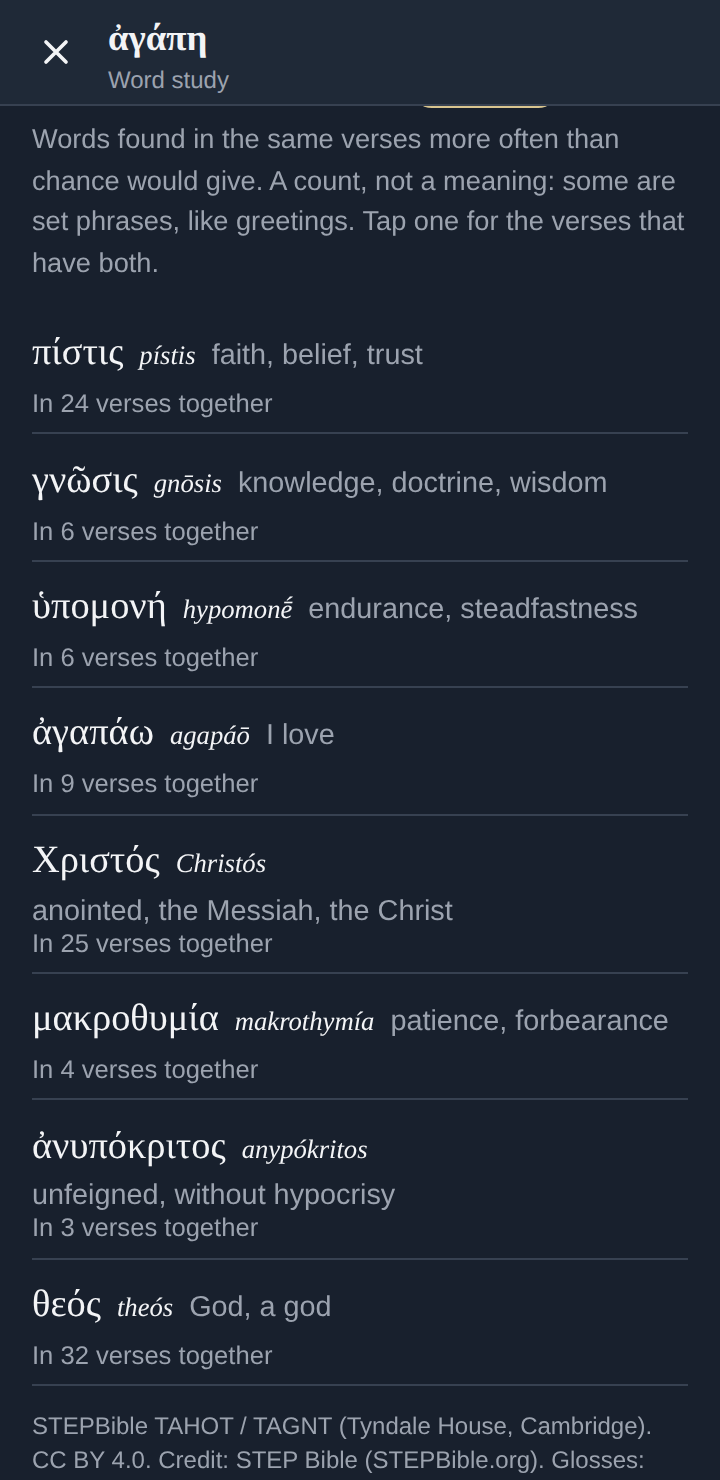 ἀγάπη
Word study
Words found in the same verses more often than
chance would give. A count, not a meaning: some are
set phrases, like greetings. Tap one for the verses that
have both.
πίστις pístis faith, belief, trust
In 24 verses together
γνῶσις gnōsis knowledge, doctrine, wisdom
In 6 verses together
ὑπομονή hypomonḗ endurance, steadfastness
In 6 verses together
ἀγαπάω agapáō I love
In 9 verses together
Χριστός Christós
anointed, the Messiah, the Christ
In 25 verses together
μακροθυμία makrothymía patience, forbearance
In 4 verses together
ἀνυπόκριτος anypókritos
unfeigned, without hypocrisy
In 3 verses together
θεός theós God, a god
In 32 verses together
STEPBible TAHOT / TAGNT (Tyndale House, Cambridge).
CC BY 4.0. Credit: STEP Bible (STEPBible.org). Glosses: